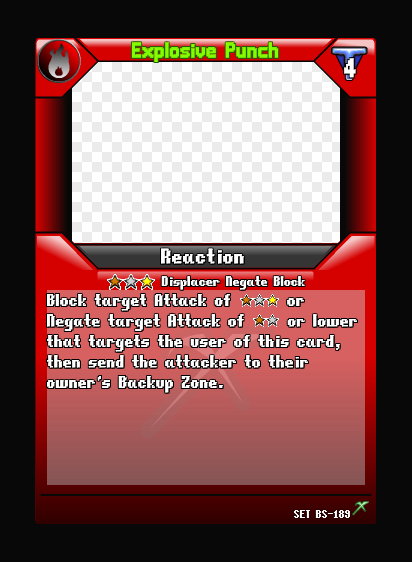 Explosive Punch
4
Reaction
Displacer Negate Block
Block target Attack of ★★★ or
Negate target Attack of ★★ or lower
that targets the user of this card,
then send the attacker to their
owner's Backup Zone.
SET BS-189